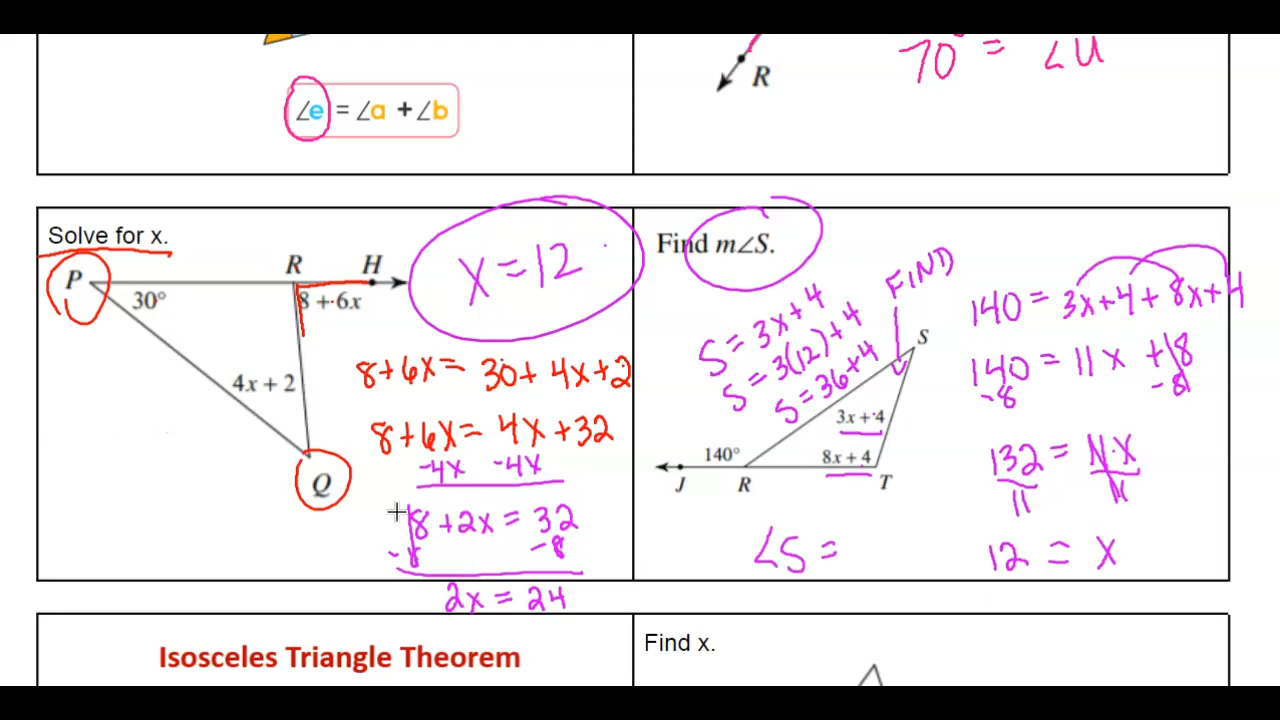 ∠e = ∠a + ∠b
R
70° = ∠U
Solve for x.
P
30°
R
H
8 + 6x
4x + 2
Q
x = 12
8+6x = 30+ 4x+2
8+6x = 4x +32
-4x -4x
8 +2x = 32
-8 -8
2x = 24
Find m∠S.
FIND
S = 3x + 4
S = 3(12) + 4
S = 36+4
S
3x + 4
140°
8x + 4
J
R
T
∠S =
140 = 3x+4 + 8x+4
140 = 11x + 8
-8 -8
132 = 11·x
11 11
12 = x
Isosceles Triangle Theorem
Find x.